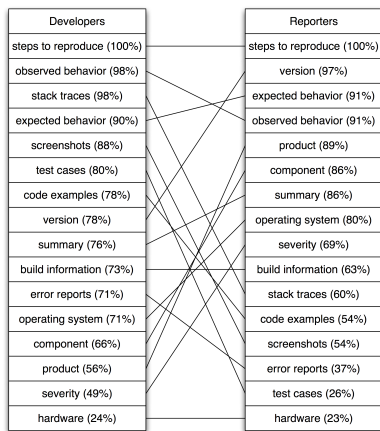 Developers
steps to reproduce (100%)
observed behavior (98%)
stack traces (98%)
expected behavior (90%)
screenshots (88%)
test cases (80%)
code examples (78%)
version (78%)
summary (76%)
build information (73%)
error reports (71%)
operating system (71%)
component (66%)
product (56%)
severity (49%)
hardware (24%)
Reporters
steps to reproduce (100%)
version (97%)
expected behavior (91%)
observed behavior (91%)
product (89%)
component (86%)
summary (86%)
operating system (80%)
severity (69%)
build information (63%)
stack traces (60%)
code examples (54%)
screenshots (54%)
error reports (37%)
test cases (26%)
hardware (23%)